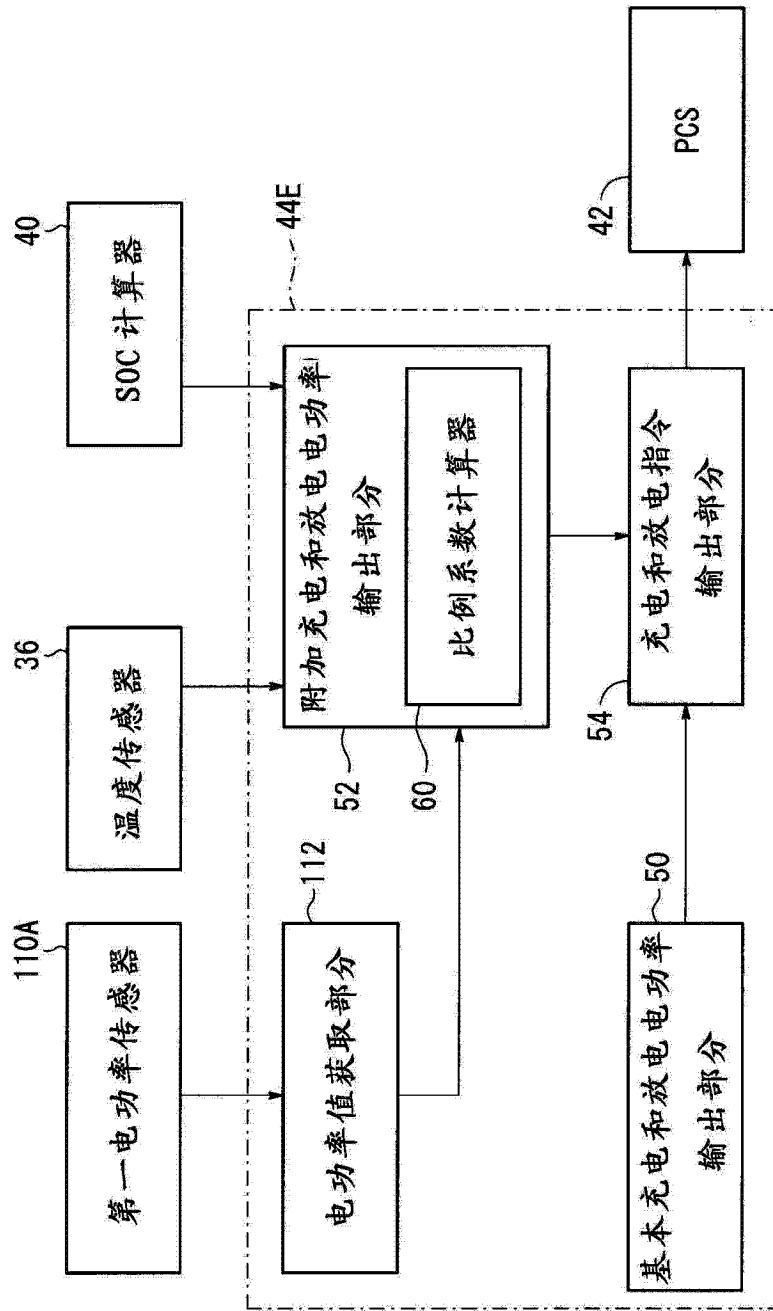 110A
第一电功率传感器
36
温度传感器
40
SOC 计算器
44E
112
电功率值获取部分
52
附加充电和放电电功率
输出部分
60
比例系数计算器
50
基本充电和放电电功率
输出部分
54
充电和放电指令
输出部分
42
PCS